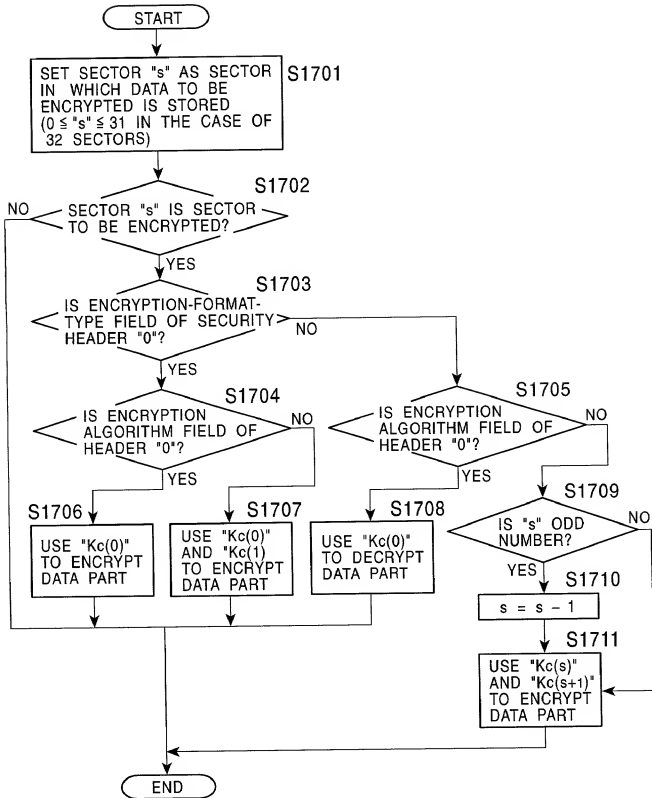 START
SET SECTOR "s" AS SECTOR
IN WHICH DATA TO BE
ENCRYPTED IS STORED
(0 ≦ "s" ≦ 31 IN THE CASE OF
32 SECTORS)
S1701
S1702
NO
SECTOR "s" IS SECTOR
TO BE ENCRYPTED?
YES
S1703
IS ENCRYPTION-FORMAT-
TYPE FIELD OF SECURITY
HEADER "0"?
NO
YES
S1704
IS ENCRYPTION
ALGORITHM FIELD OF
HEADER "0"?
NO
YES
S1705
IS ENCRYPTION
ALGORITHM FIELD OF
HEADER "0"?
NO
YES
S1706
USE "Kc(0)"
TO ENCRYPT
DATA PART
S1707
USE "Kc(0)"
AND "Kc(1)
TO ENCRYPT
DATA PART
S1708
USE "Kc(0)"
TO DECRYPT
DATA PART
S1709
IS "s" ODD
NUMBER?
NO
YES
S1710
s = s - 1
S1711
USE "Kc(s)"
AND "Kc(s+1)"
TO ENCRYPT
DATA PART
END